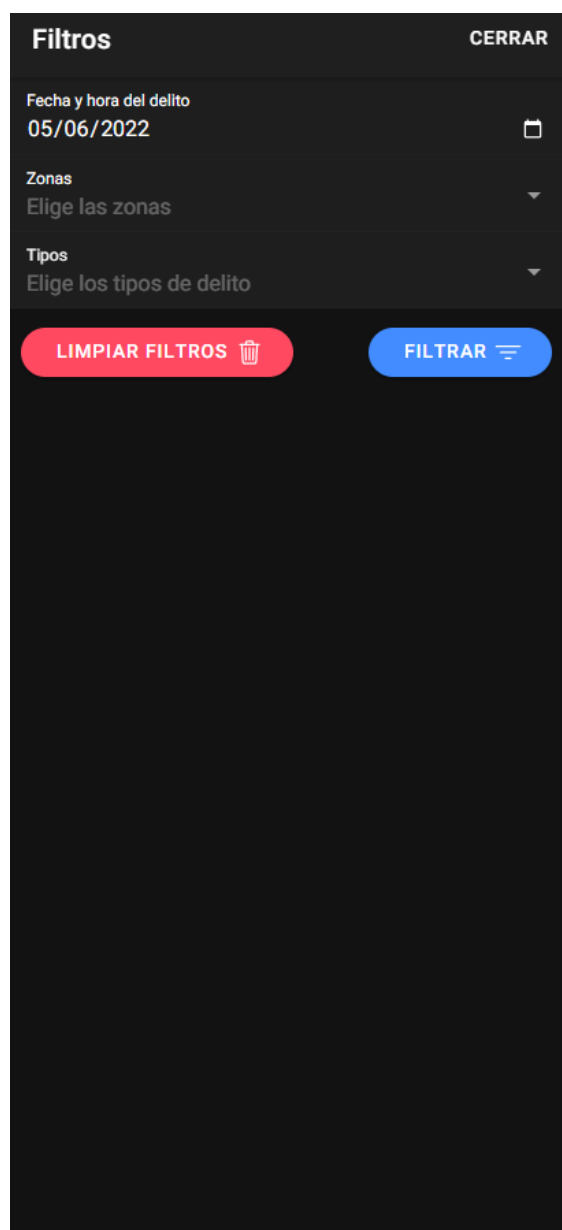 Filtros CERRAR
Fecha y hora del delito
05/06/2022
Zonas
Elige las zonas
Tipos
Elige los tipos de delito
LIMPIAR FILTROS FILTRAR